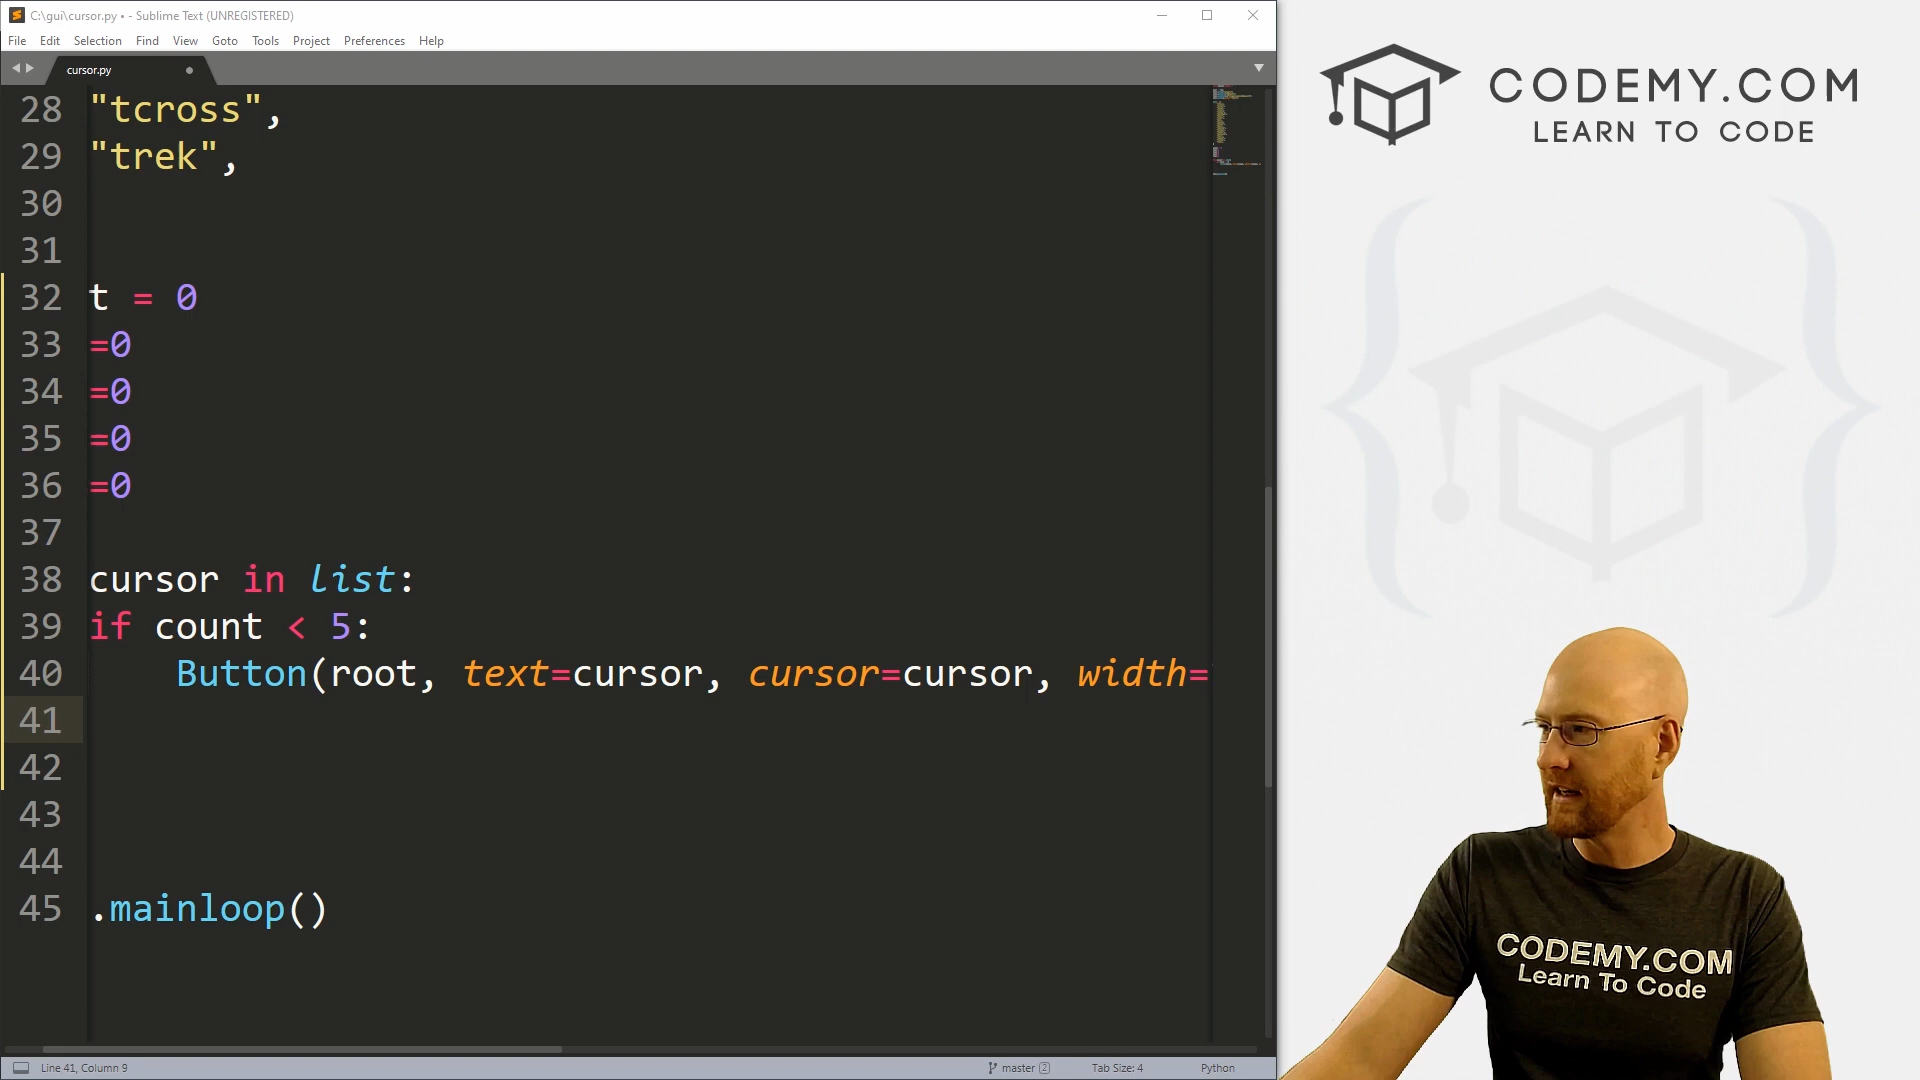 C:\gui\cursor.py • - Sublime Text (UNREGISTERED)
File Edit Selection Find View Goto Tools Project Preferences Help
cursor.py
28 "tcross",
29 "trek",
30
31
32 t = 0
33 =0
34 =0
35 =0
36 =0
37
38 cursor in list:
39 if count < 5:
40 Button(root, text=cursor, cursor=cursor, width=
41
42
43
44
45 .mainloop()
Line 41, Column 9
master 2
Tab Size: 4
Python
CODEMY.COM
LEARN TO CODE
CODEMY.COM
Learn To Code